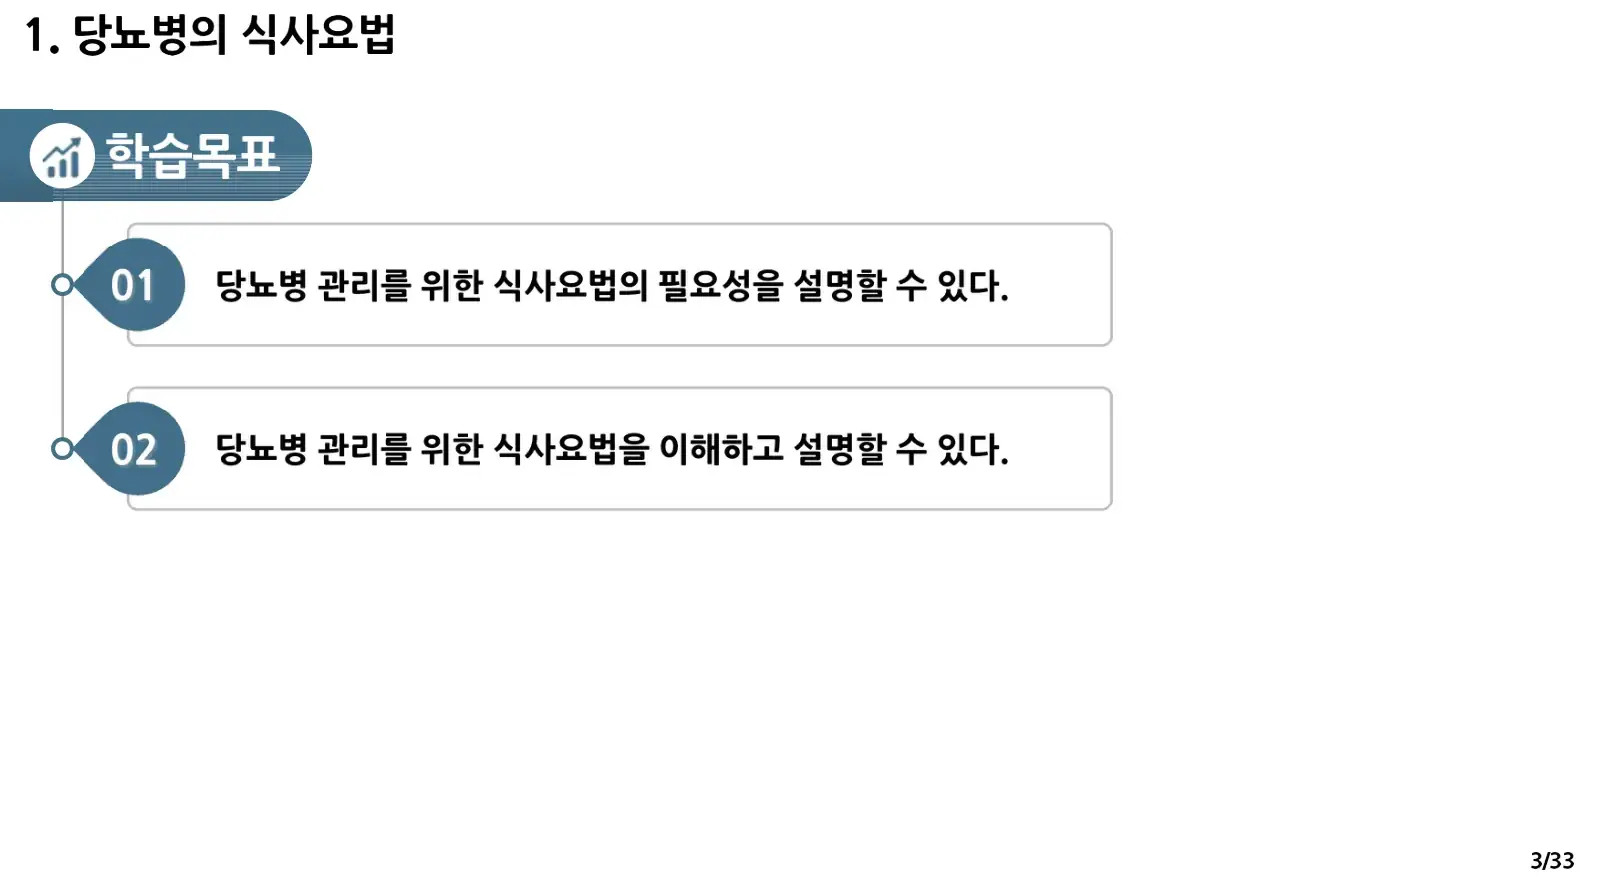 1. 당뇨병의 식사요법
학습목표
01 당뇨병 관리를 위한 식사요법의 필요성을 설명할 수 있다.
02 당뇨병 관리를 위한 식사요법을 이해하고 설명할 수 있다.
3/33